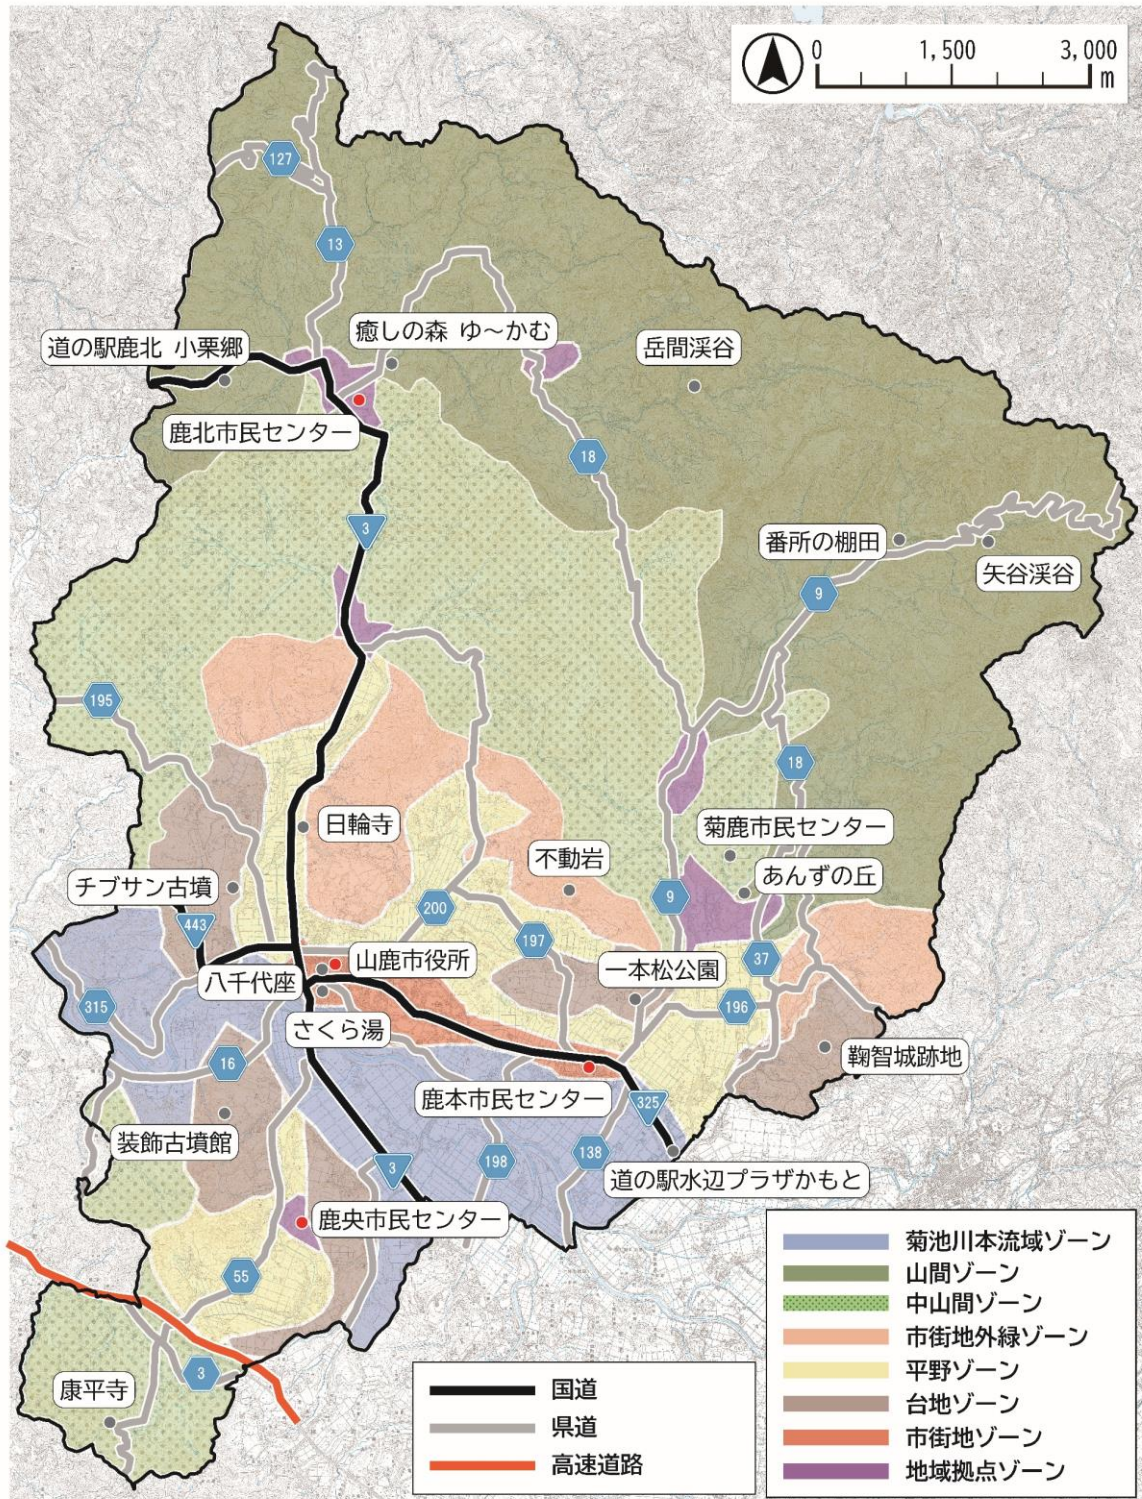 0 1,500 3,000
m
127
13
癒しの森 ゆ～かむ
道の駅鹿北 小栗郷
岳間渓谷
鹿北市民センター
18
3
番所の棚田
矢谷渓谷
9
195
18
日輪寺
菊鹿市民センター
不動岩
あんずの丘
チブサン古墳
200
9
443
197
山鹿市役所
一本松公園
37
八千代座
315
196
さくら湯
鞠智城跡地
16
鹿本市民センター
325
装飾古墳館
3
198
138
道の駅水辺プラザかもと
鹿央市民センター
55
3
康平寺
国道
県道
高速道路
菊池川本流域ゾーン
山間ゾーン
中山間ゾーン
市街地外緑ゾーン
平野ゾーン
台地ゾーン
市街地ゾーン
地域拠点ゾーン